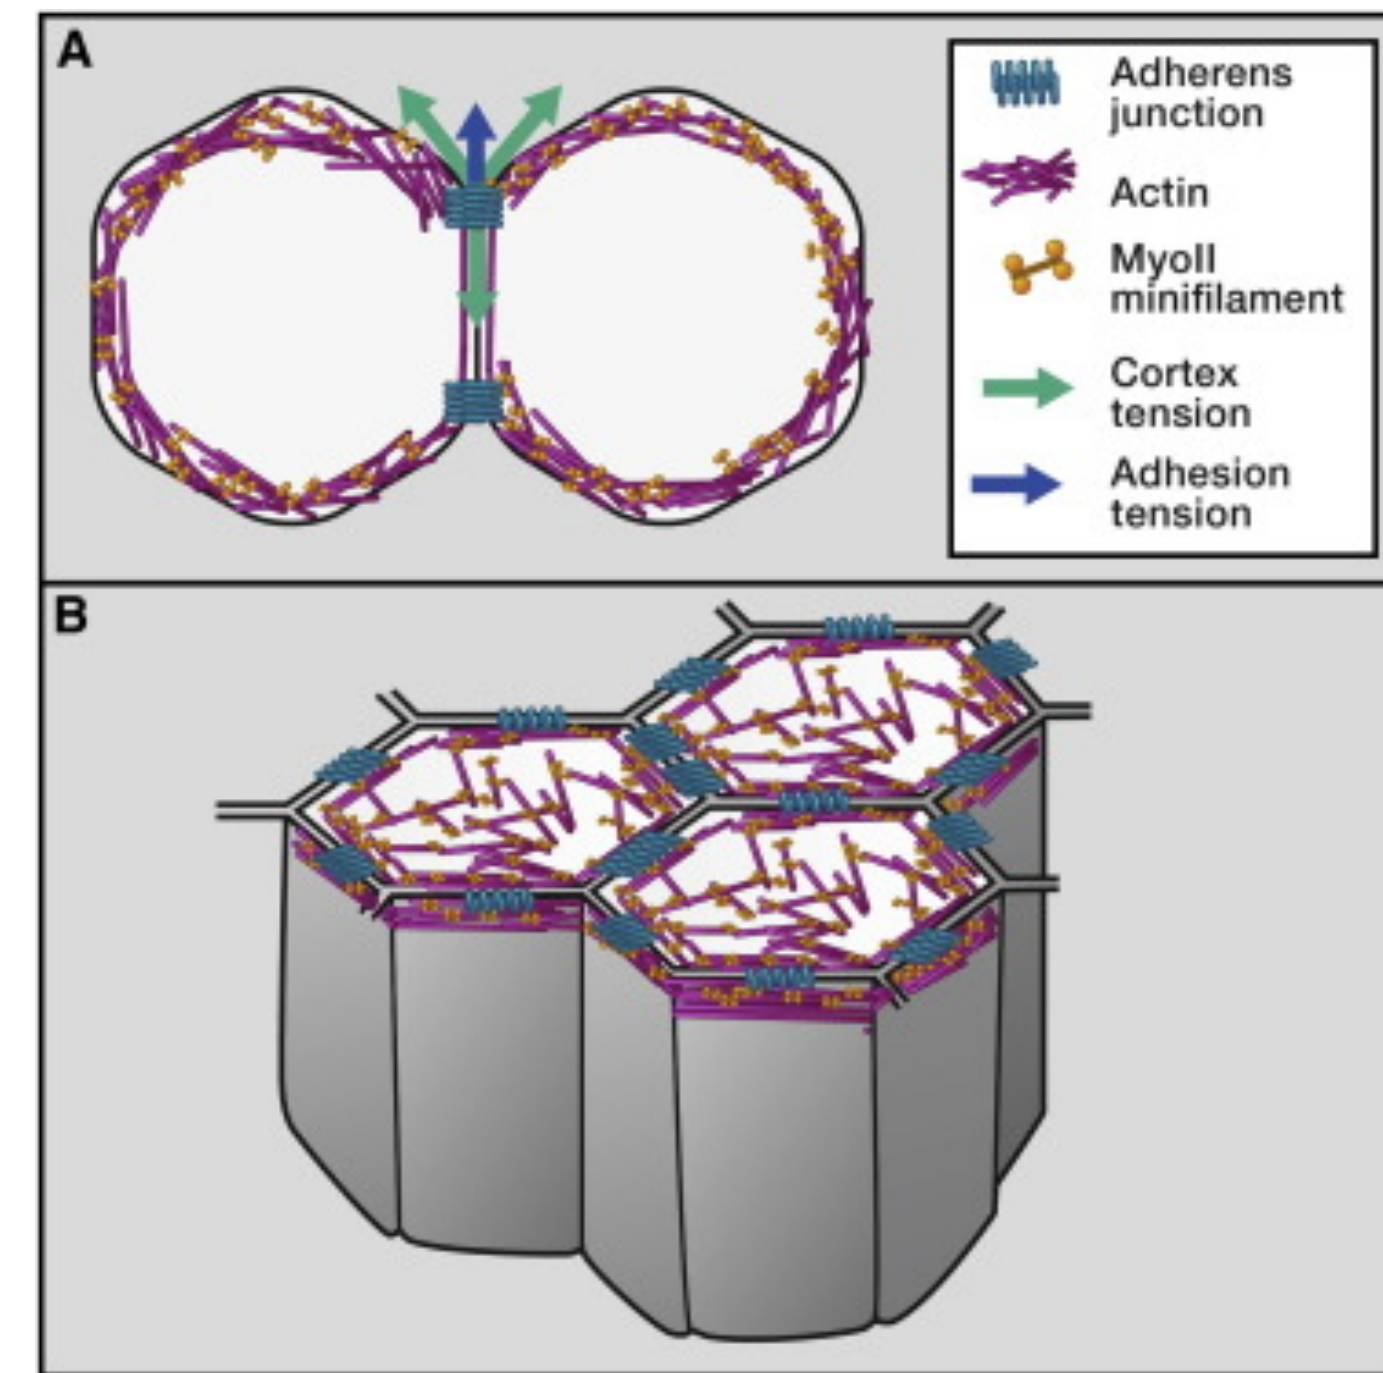 A
Adherens
junction
Actin
MyoII
minifilament
Cortex
tension
Adhesion
tension
B